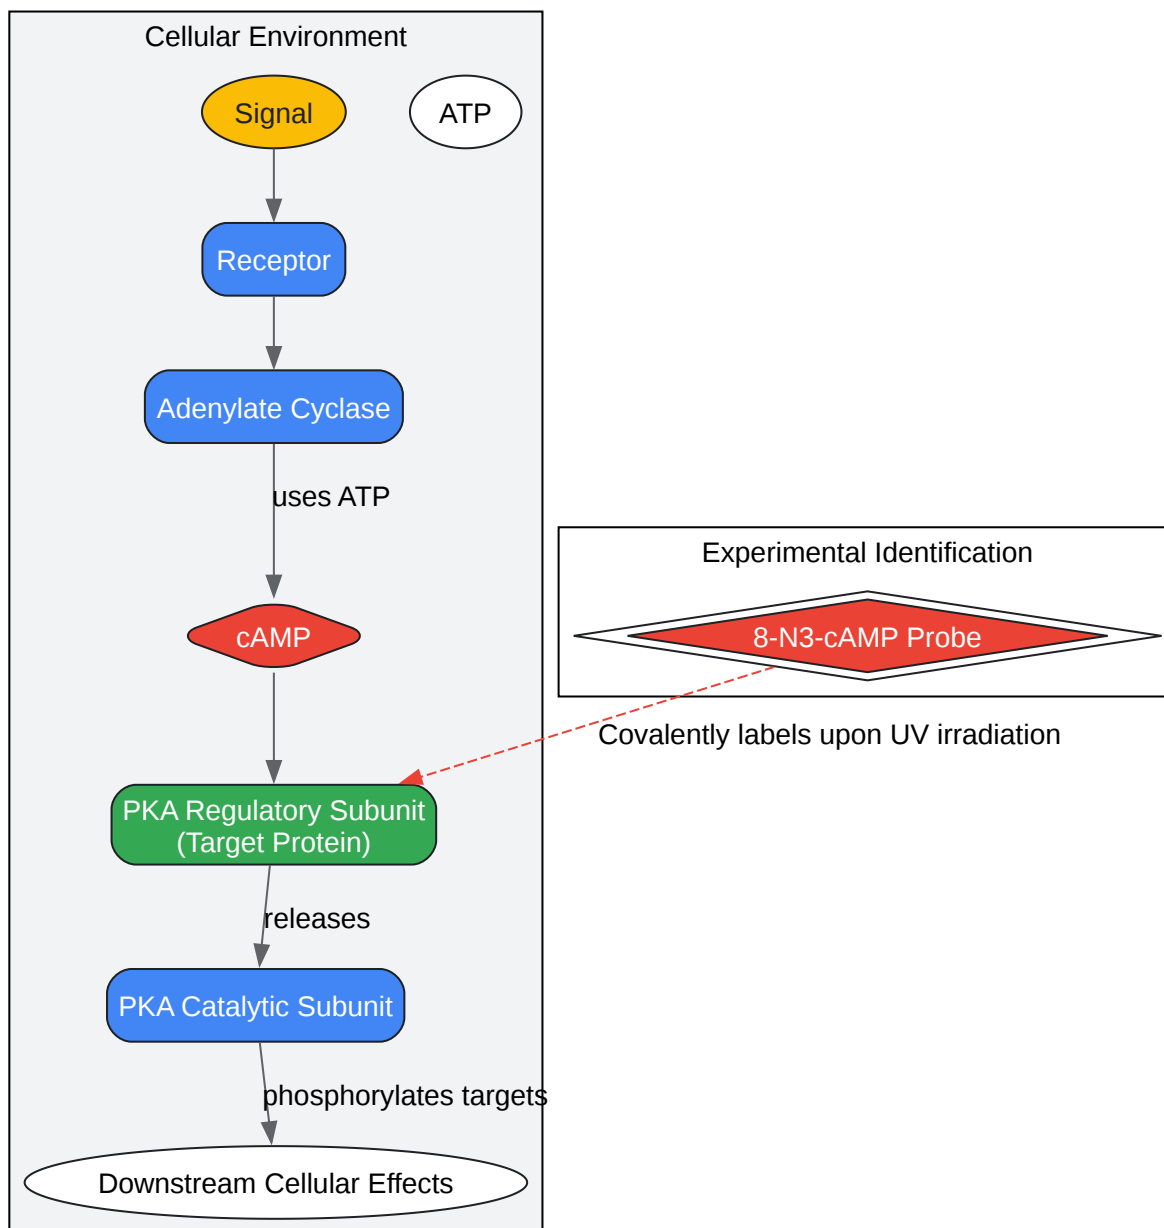 Cellular Environment
Signal
ATP
Receptor
Adenylate Cyclase
uses ATP
Experimental Identification
cAMP
8-N3-cAMP Probe
Covalently labels upon UV irradiation
PKA Regulatory Subunit
(Target Protein)
releases
PKA Catalytic Subunit
phosphorylates targets
Downstream Cellular Effects